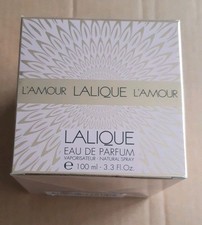 L'AMOUR LALIQUE L'AMOUR
LALIQUE
EAU DE PARFUM
VAPORISATEUR · NATURAL SPRAY
℮ 100 ml - 3.3 Fl. Oz.